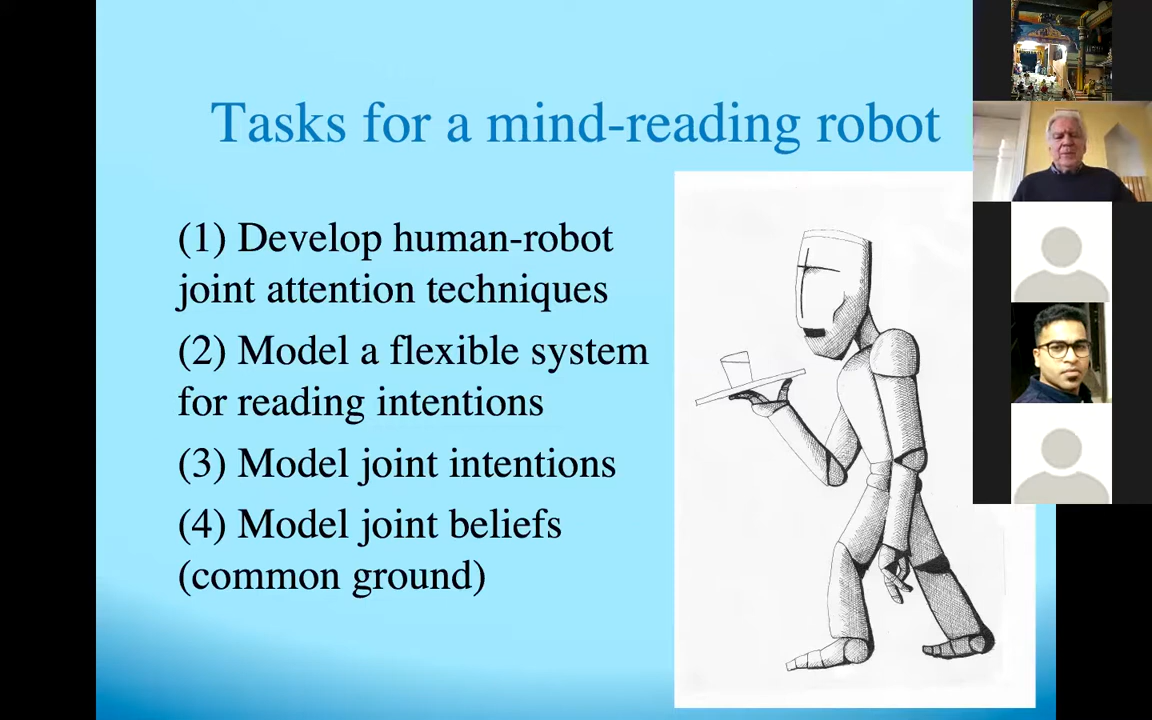 Tasks for a mind-reading robot
(1) Develop human-robot
joint attention techniques
(2) Model a flexible system
for reading intentions
(3) Model joint intentions
(4) Model joint beliefs
(common ground)